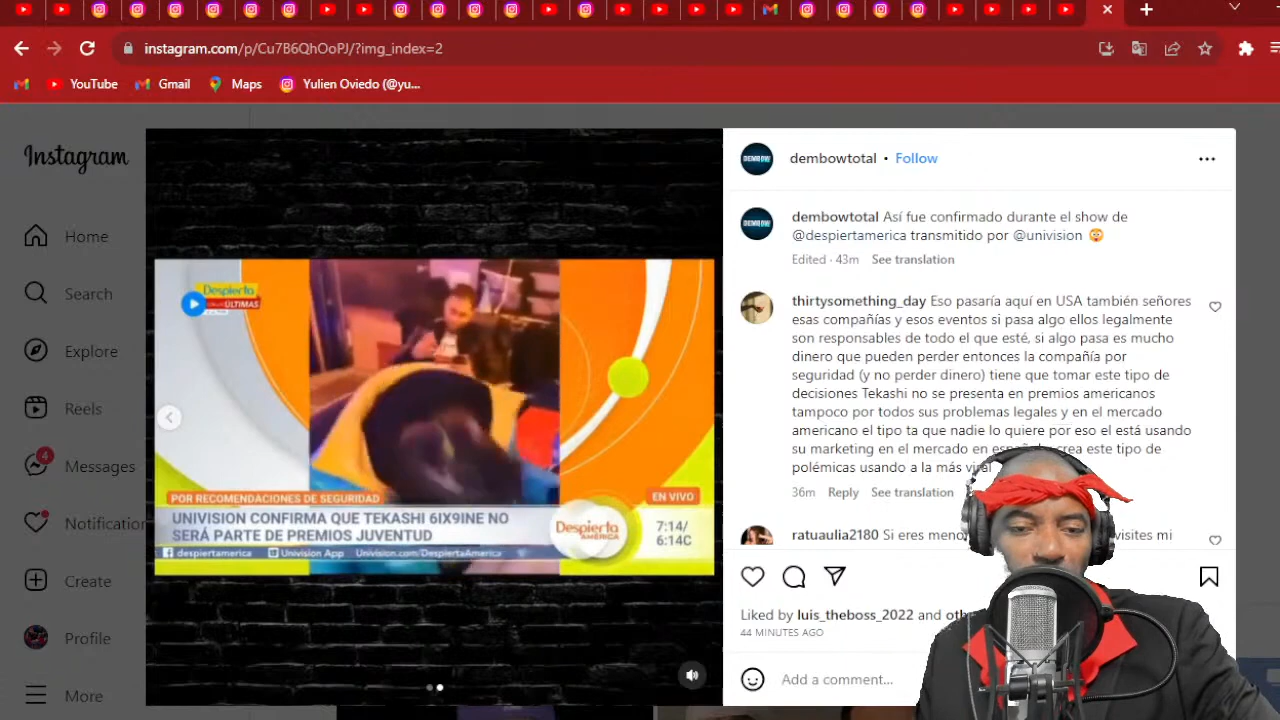 instagram.com/p/Cu7B6QhOoPJ/?img_index=2
YouTube
Gmail
Maps
Yulien Oviedo (@yu...
Instagram
Home
Search
Explore
Reels
4
Messages
Notification
Create
Profile
More
Despierta
ÚLTIMAS
POR RECOMENDACIONES DE SEGURIDAD
EN VIVO
UNIVISION CONFIRMA QUE TEKASHI 6IX9INE NO
SERÁ PARTE DE PREMIOS JUVENTUD
Despierta
AMÉRICA
7:14/
6:14C
despiertamerica
Univision App
Univision.com/DespiertaAmerica
DEMBOW
dembowtotal • Follow
DEMBOW
dembowtotal Así fue confirmado durante el show de
@despiertamerica transmitido por @univision 🤯
Edited · 43m See translation
thirtysomething_day Eso pasaría aquí en USA también señores
esas compañías y esos eventos si pasa algo ellos legalmente
son responsables de todo el que esté, si algo pasa es mucho
dinero que pueden perder entonces la compañía por
seguridad (y no perder dinero) tiene que tomar este tipo de
decisiones Tekashi no se presenta en premios americanos
tampoco por todos sus problemas legales y en el mercado
americano el tipo ta que nadie lo quiere por eso el está usando
su marketing en el mercado en crea este tipo de
polémicas usando a la más viral
36m Reply See translation
ratuaulia2180 Si eres visites mi
Liked by luis_theboss_2022 and
44 MINUTES AGO
Add a comment...